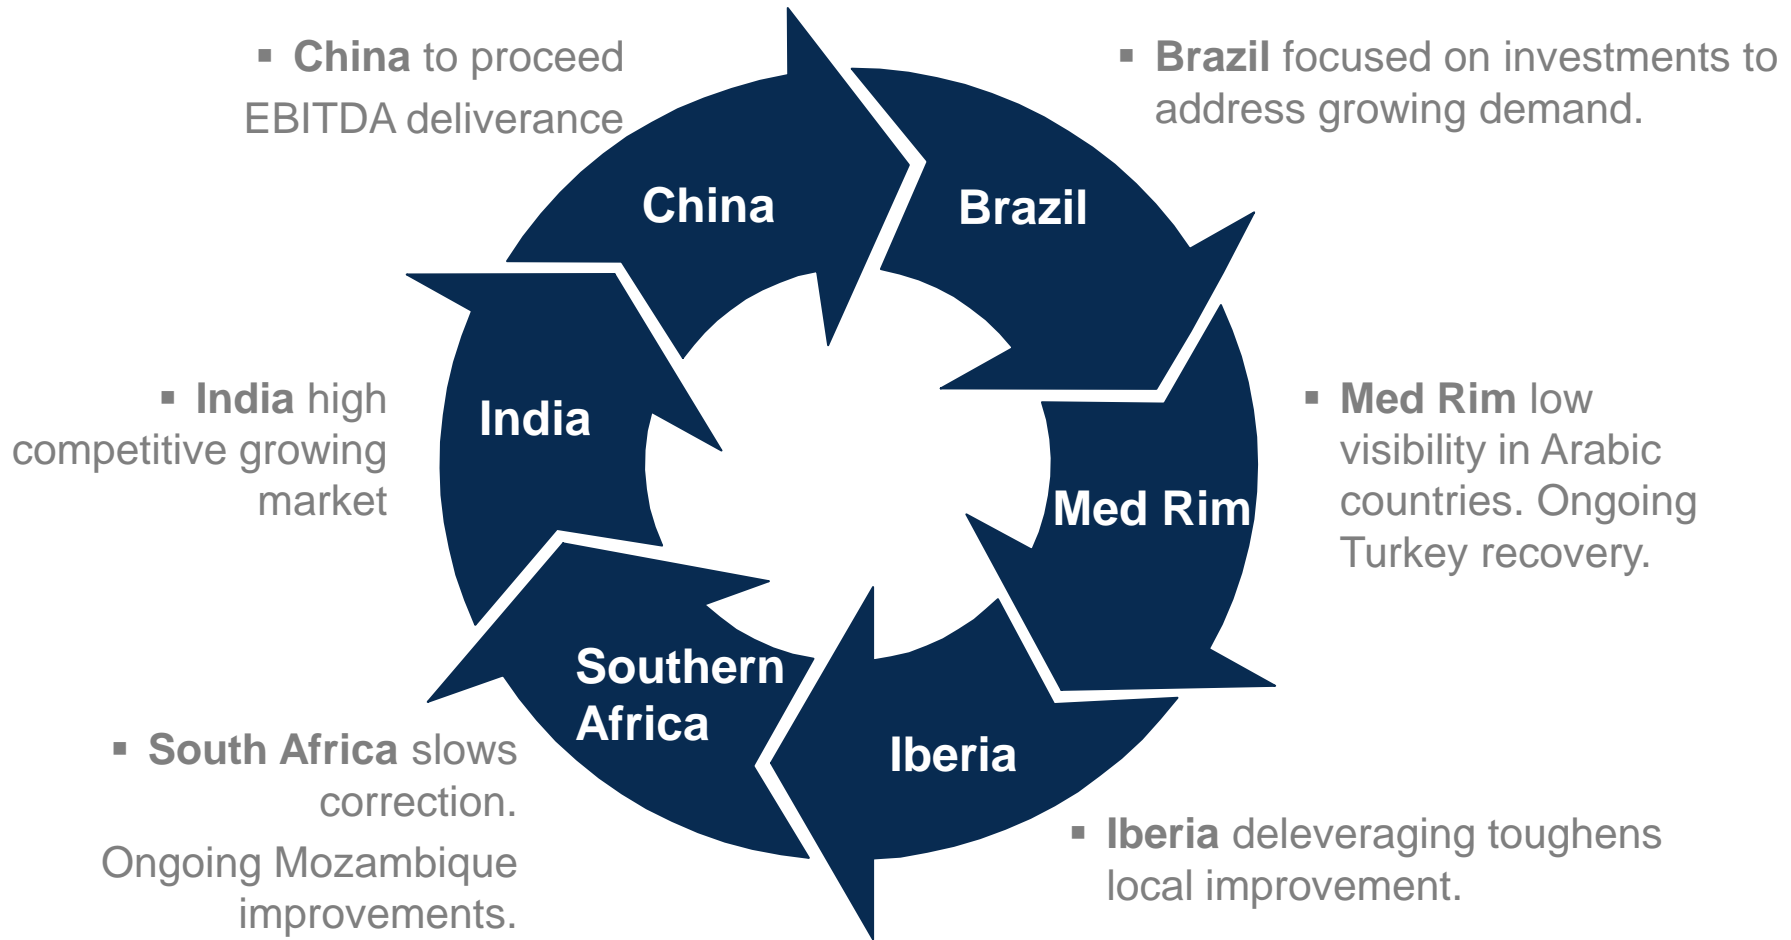 ▪ China to proceed
EBITDA deliverance
▪ Brazil focused on investments to
address growing demand.
China
Brazil
▪ India high
competitive growing
market
India
Med Rim
▪ Med Rim low
visibility in Arabic
countries. Ongoing
Turkey recovery.
Southern
Africa
Iberia
▪ South Africa slows
correction.
Ongoing Mozambique
improvements.
▪ Iberia deleveraging toughens
local improvement.